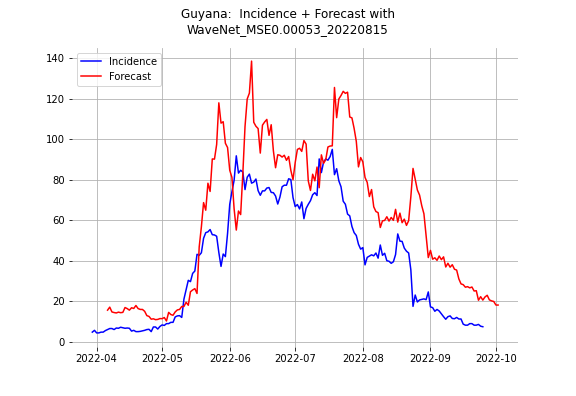 Guyana:  Incidence + Forecast with
WaveNet_MSE0.00053_20220815
Incidence
Forecast
140
120
100
80
60
40
20
0
2022-04 2022-05 2022-06 2022-07 2022-08 2022-09 2022-10